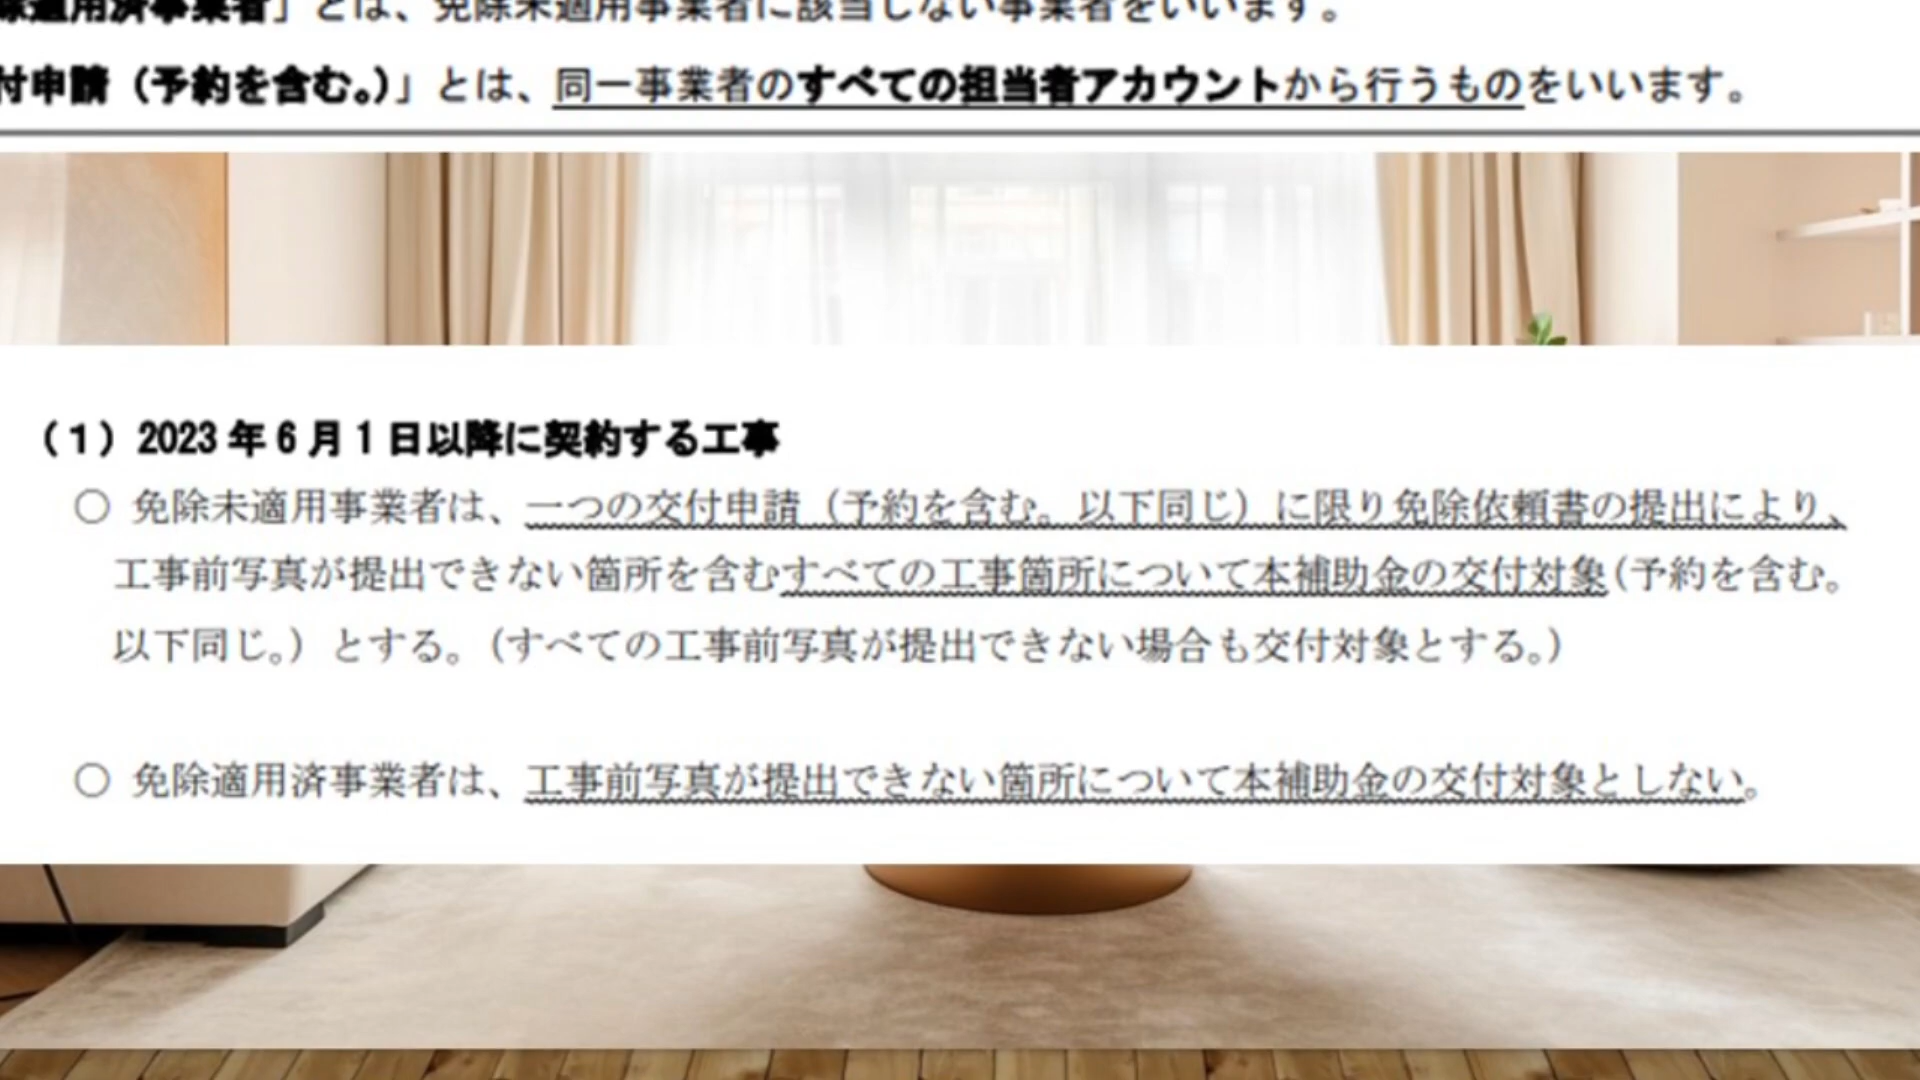 除適用済事業者」とは、免除未適用事業者に該当しない事業者をいいます。
付申請（予約を含む。）」とは、同一事業者のすべての担当者アカウントから行うものをいいます。
（１）2023 年 6 月 1 日以降に契約する工事
○ 免除未適用事業者は、一つの交付申請（予約を含む。以下同じ）に限り免除依頼書の提出により、
工事前写真が提出できない箇所を含むすべての工事箇所について本補助金の交付対象（予約を含む。
以下同じ。）とする。（すべての工事前写真が提出できない場合も交付対象とする。）
○ 免除適用済事業者は、工事前写真が提出できない箇所について本補助金の交付対象としない。